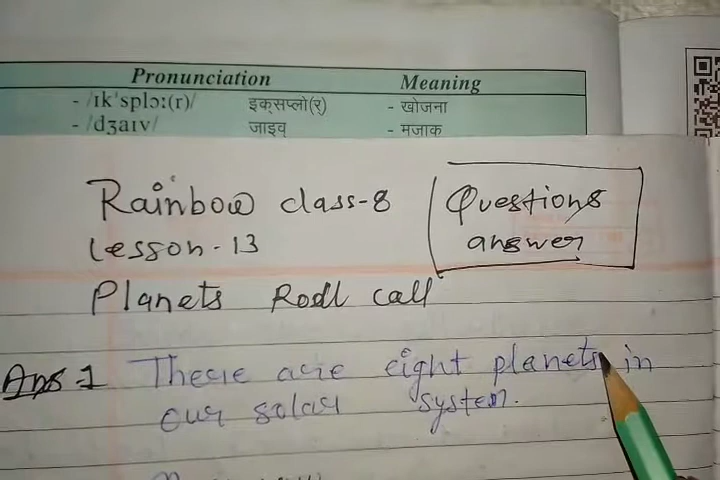 Pronunciation Meaning
- /ɪk'splɔː(r)/ इक्सप्लो(र्) - खोजना
- /dʒaɪv/ जाइव् - मजाक
Rainbow class-8
Questions answer
Lesson-13
Planets Roll call
Ans-1 There are eight planets in
our solar system.